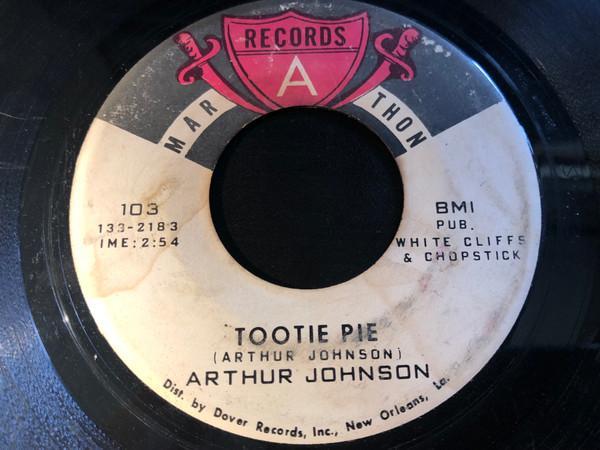 RECORDS
MAR A THON
103
133-2183
IME: 2:54
BMI
PUB.
WHITE CLIFFS
& CHOPSTICK
TOOTIE PIE
(ARTHUR JOHNSON)
ARTHUR JOHNSON
Dist. by Dover Records, Inc., New Orleans, La.